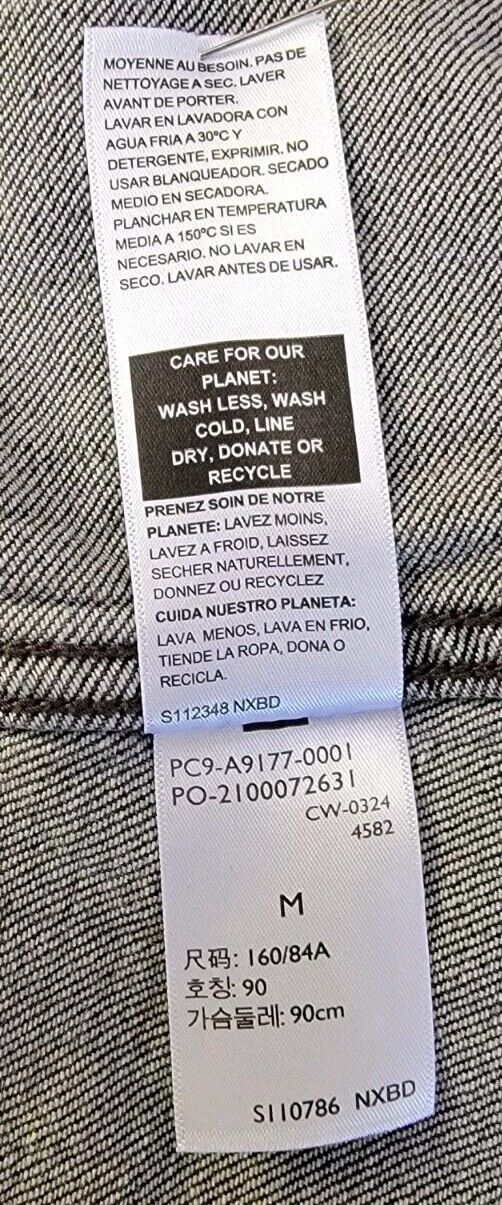 MOYENNE AU BESOIN. PAS DE
NETTOYAGE A SEC. LAVER
AVANT DE PORTER.
LAVAR EN LAVADORA CON
AGUA FRIA A 30ºC Y
DETERGENTE, EXPRIMIR. NO
USAR BLANQUEADOR. SECADO
MEDIO EN SECADORA.
PLANCHAR EN TEMPERATURA
MEDIA A 150ºC SI ES
NECESARIO. NO LAVAR EN
SECO. LAVAR ANTES DE USAR.
CARE FOR OUR
PLANET:
WASH LESS, WASH
COLD, LINE
DRY, DONATE OR
RECYCLE
PRENEZ SOIN DE NOTRE
PLANETE: LAVEZ MOINS,
LAVEZ A FROID, LAISSEZ
SECHER NATURELLEMENT,
DONNEZ OU RECYCLEZ
CUIDA NUESTRO PLANETA:
LAVA MENOS, LAVA EN FRIO,
TIENDE LA ROPA, DONA O
RECICLA.
S112348 NXBD
PC9-A9177-0001
PO-2100072631
CW-0324
4582
M
尺码: 160/84A
호칭: 90
가슴둘레: 90cm
S110786 NXBD